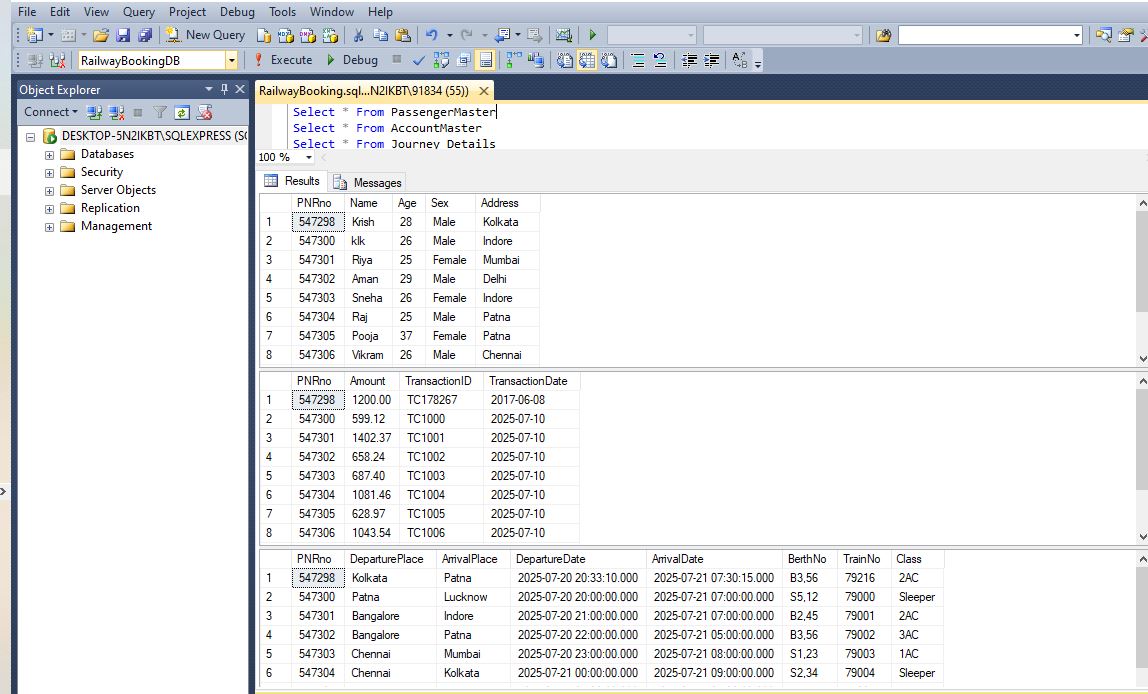 File Edit View Query Project Debug Tools Window Help
New Query
RailwayBookingDB Execute Debug
Object Explorer
Connect
DESKTOP-5N2IKBT\SQLEXPRESS (SQ
Databases
Security
Server Objects
Replication
Management
RailwayBooking.sql...N2IKBT\91834 (55))
Select * From PassengerMaster
Select * From AccountMaster
Select * From Journey Details
100 %
Results Messages
PNRno Name Age Sex Address
1 547298 Krish 28 Male Kolkata
2 547300 klk 26 Male Indore
3 547301 Riya 25 Female Mumbai
4 547302 Aman 29 Male Delhi
5 547303 Sneha 26 Female Indore
6 547304 Raj 25 Male Patna
7 547305 Pooja 37 Female Patna
8 547306 Vikram 26 Male Chennai
PNRno Amount TransactionID TransactionDate
1 547298 1200.00 TC178267 2017-06-08
2 547300 599.12 TC1000 2025-07-10
3 547301 1402.37 TC1001 2025-07-10
4 547302 658.24 TC1002 2025-07-10
5 547303 687.40 TC1003 2025-07-10
6 547304 1081.46 TC1004 2025-07-10
7 547305 628.97 TC1005 2025-07-10
8 547306 1043.54 TC1006 2025-07-10
PNRno DeparturePlace ArrivalPlace DepartureDate ArrivalDate BerthNo TrainNo Class
1 547298 Kolkata Patna 2025-07-20 20:33:10.000 2025-07-21 07:30:15.000 B3,56 79216 2AC
2 547300 Patna Lucknow 2025-07-20 20:00:00.000 2025-07-21 07:00:00.000 S5,12 79000 Sleeper
3 547301 Bangalore Indore 2025-07-20 21:00:00.000 2025-07-21 07:00:00.000 B2,45 79001 2AC
4 547302 Bangalore Patna 2025-07-20 22:00:00.000 2025-07-21 05:00:00.000 B3,56 79002 3AC
5 547303 Chennai Mumbai 2025-07-20 23:00:00.000 2025-07-21 08:00:00.000 S1,23 79003 1AC
6 547304 Chennai Kolkata 2025-07-21 00:00:00.000 2025-07-21 09:00:00.000 S2,34 79004 Sleeper